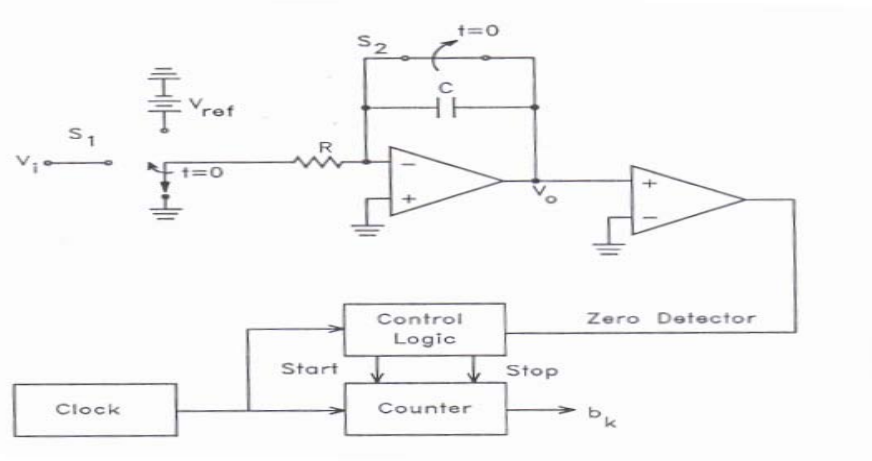 S2
t=0
C
Vref
S1
Vi
t=0
R
−
+
Vo
+
−
Control
Logic
Zero Detector
Start
Stop
Clock
Counter
bk